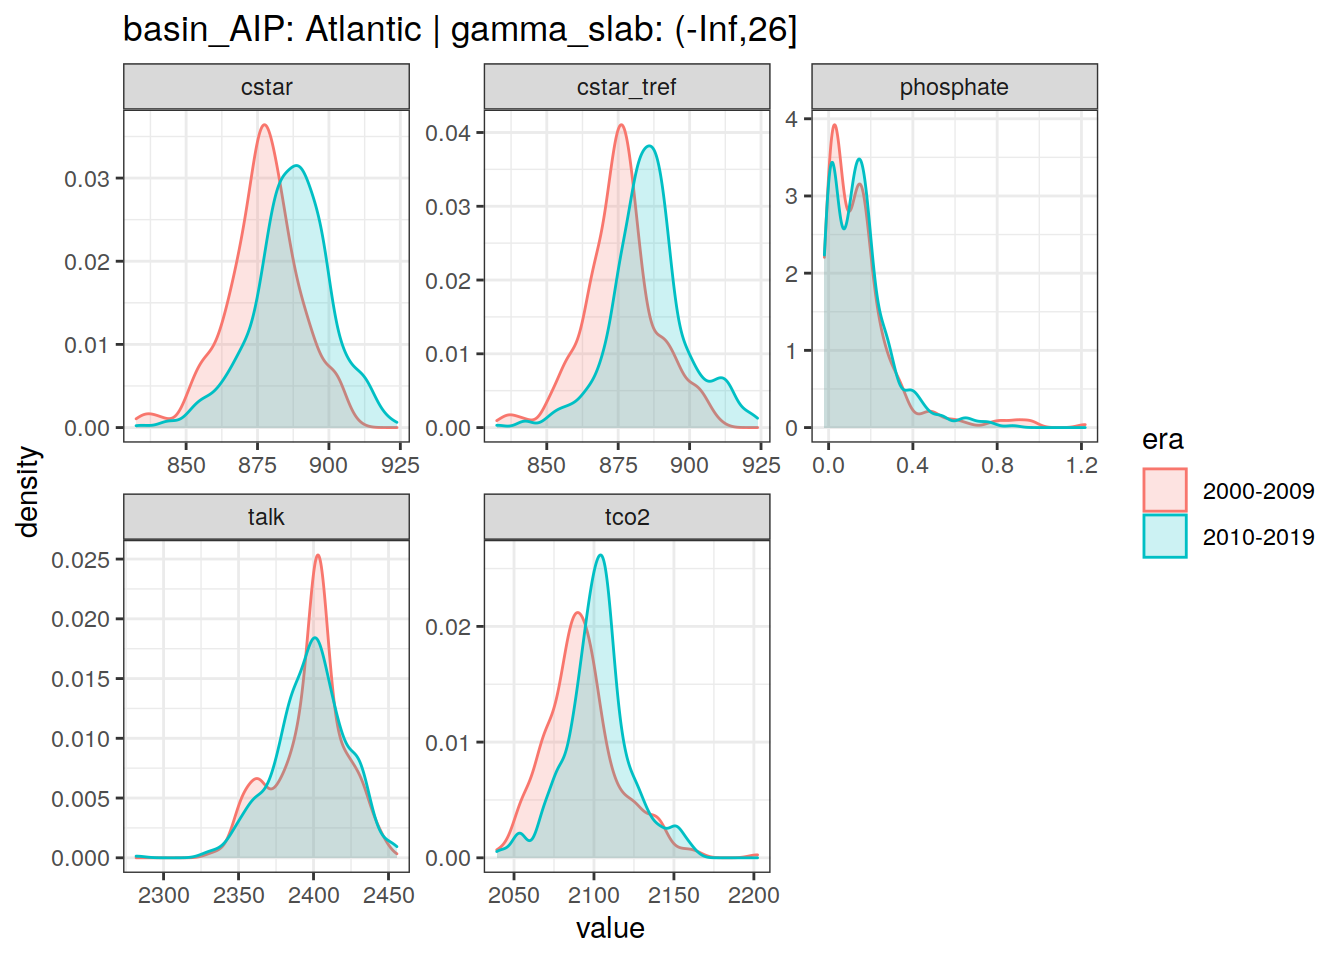 basin_AIP: Atlantic | gamma_slab: (-Inf,26]
cstar
cstar_tref
phosphate
0.03
0.02
0.01
0.00
850 875 900 925
0.04
0.03
0.02
0.01
0.00
850 875 900 925
4
3
2
1
0
0.0 0.4 0.8 1.2
talk
tco2
0.025
0.020
0.015
0.010
0.005
0.000
2300 2350 2400 2450
0.02
0.01
0.00
2050 2100 2150 2200
density
value
era
2000-2009
2010-2019